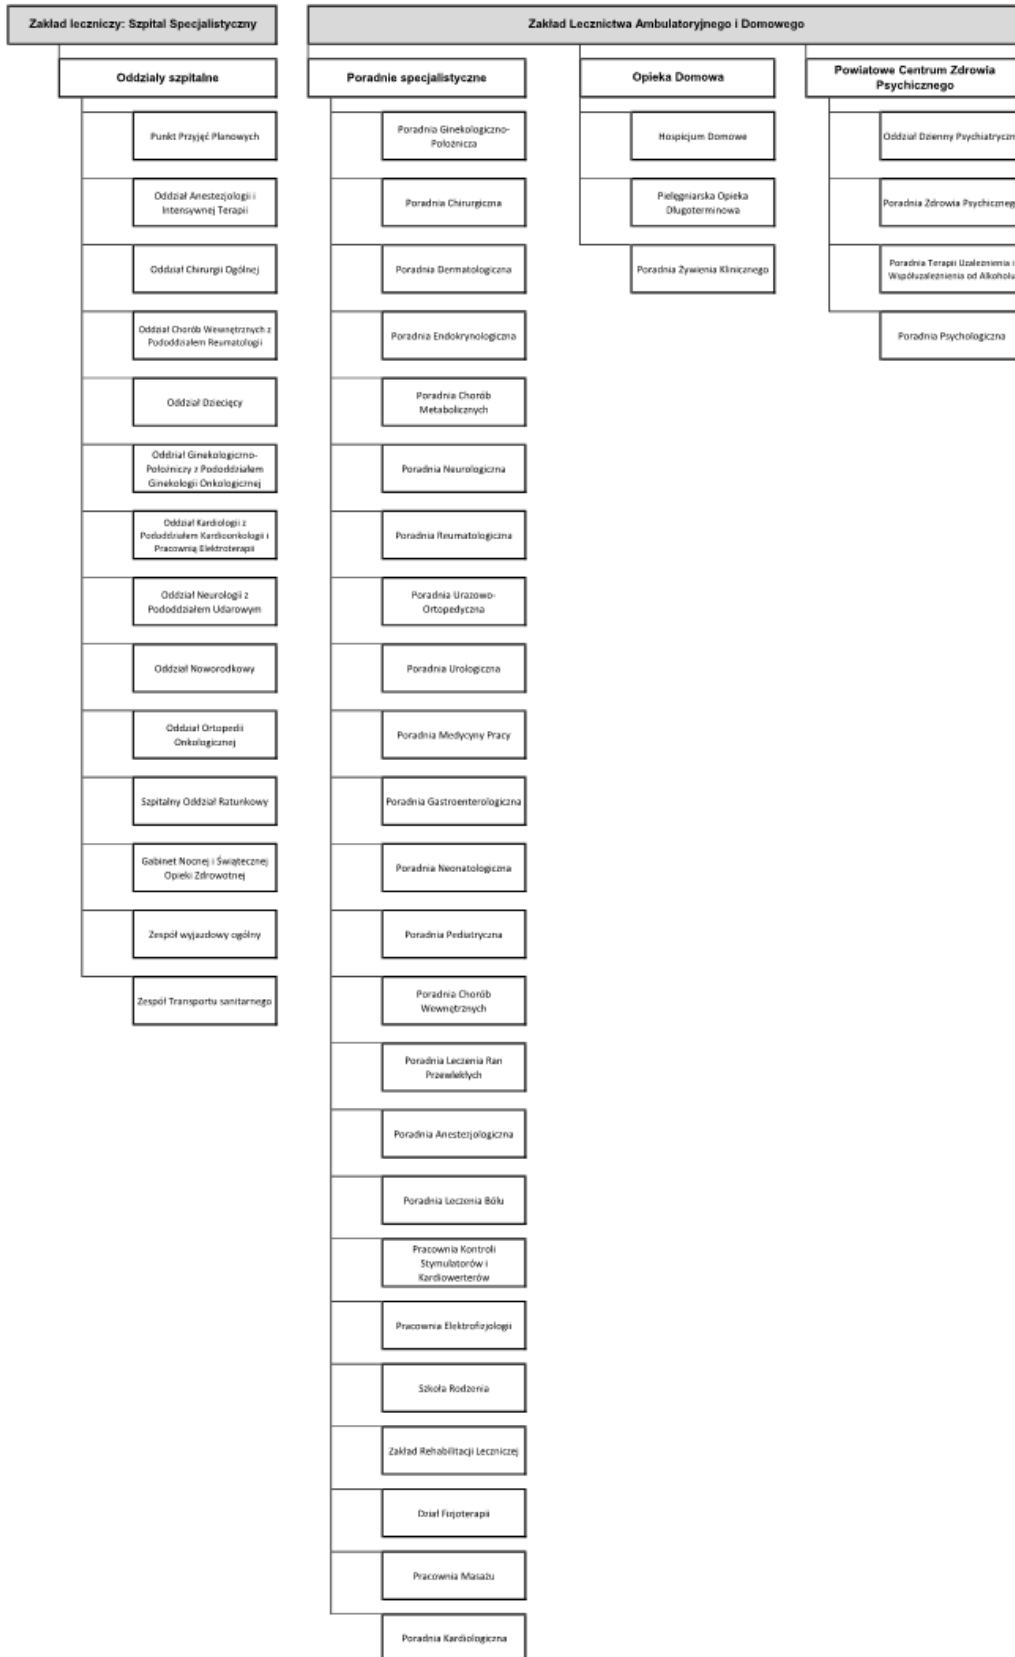 Zakład leczniczy: Szpital Specjalistyczny
Oddziały szpitalne
Punkt Przyjęć Planowych
Oddział Anestezjologii i
Intensywnej Terapii
Oddział Chirurgii Ogólnej
Oddział Chorób Wewnętrznych z
Pododdziałem Reumatologii
Oddział Dziecięcy
Oddział Ginekologiczno-
Położniczy z Pododdziałem
Ginekologii Onkologicznej
Oddział Kardiologii z
Pododdziałem Kardioonkologii i
Pracownią Elektroterapii
Oddział Neurologii z
Pododdziałem Udarowym
Oddział Noworodkowy
Oddział Ortopedii
Onkologicznej
Szpitalny Oddział Ratunkowy
Gabinet Nocnej i Świątecznej
Opieki Zdrowotnej
Zespół wyjazdowy ogólny
Zespół Transportu sanitarnego
Zakład Lecznictwa Ambulatoryjnego i Domowego
Poradnie specjalistyczne
Poradnia Ginekologiczno-
Położnicza
Poradnia Chirurgiczna
Poradnia Dermatologiczna
Poradnia Endokrynologiczna
Poradnia Chorób
Metabolicznych
Poradnia Neurologiczna
Poradnia Reumatologiczna
Poradnia Urazowo-
Ortopedyczna
Poradnia Urologiczna
Poradnia Medycyny Pracy
Poradnia Gastroenterologiczna
Poradnia Neonatologiczna
Poradnia Pediatryczna
Poradnia Chorób
Wewnętrznych
Poradnia Leczenia Ran
Przewlekłych
Poradnia Anestezjologiczna
Poradnia Leczenia Bólu
Pracownia Kontroli
Stymulatorów i
Kardiowerterów
Pracownia Elektrofizjologii
Szkoła Rodzenia
Zakład Rehabilitacji Leczniczej
Dział Fizjoterapii
Pracownia Masażu
Poradnia Kardiologiczna
Opieka Domowa
Hospicjum Domowe
Pielęgniarska Opieka
Długoterminowa
Poradnia Żywienia Klinicznego
Powiatowe Centrum Zdrowia
Psychicznego
Oddział Dzienny Psychiatryczn
Poradnia Zdrowia Psychiczneg
Poradnia Terapii Uzależnienia i
Współuzależnienia od Alkoholu
Poradnia Psychologiczna